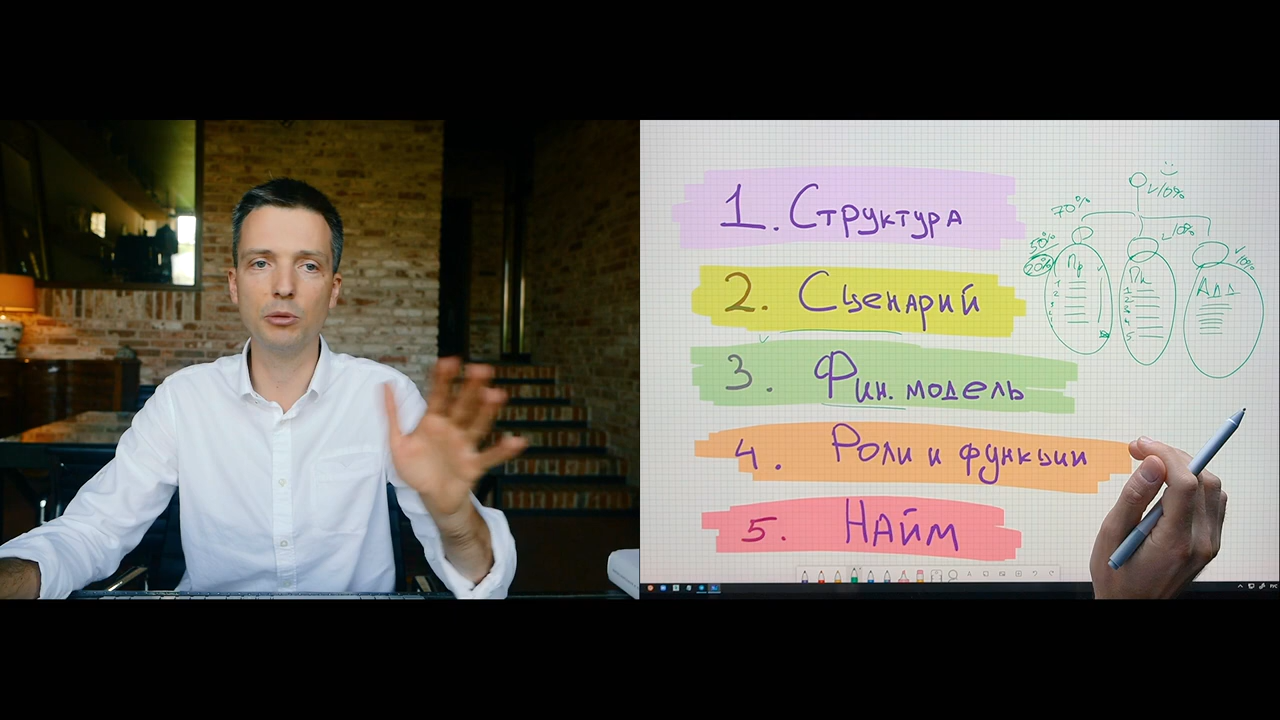 1. Структура
2. Сценарий
3. Фин. модель
4. Роли и функции
5. НАЙМ
10%
70%
50%
20%
10%
10%
Пр
Пк
АДД
РУС